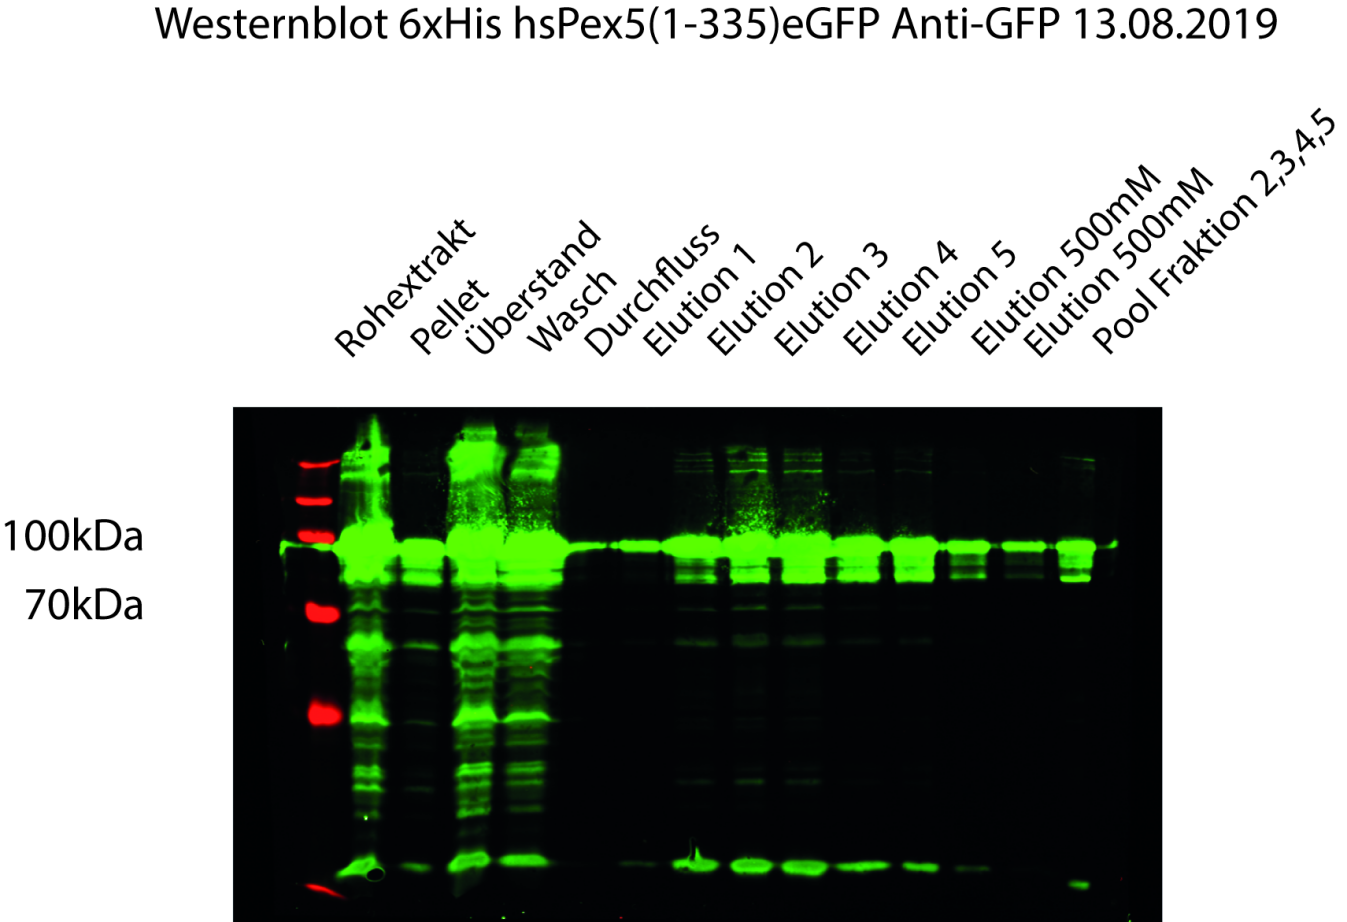 Westernblot 6xHis hsPex5(1-335)eGFP Anti-GFP 13.08.2019
Rohextrakt
Pellet
Überstand
Wasch
Durchfluss
Elution 1
Elution 2
Elution 3
Elution 4
Elution 5
Elution 500mM
Elution 500mM
Pool Fraktion 2,3,4,5
100kDa
70kDa